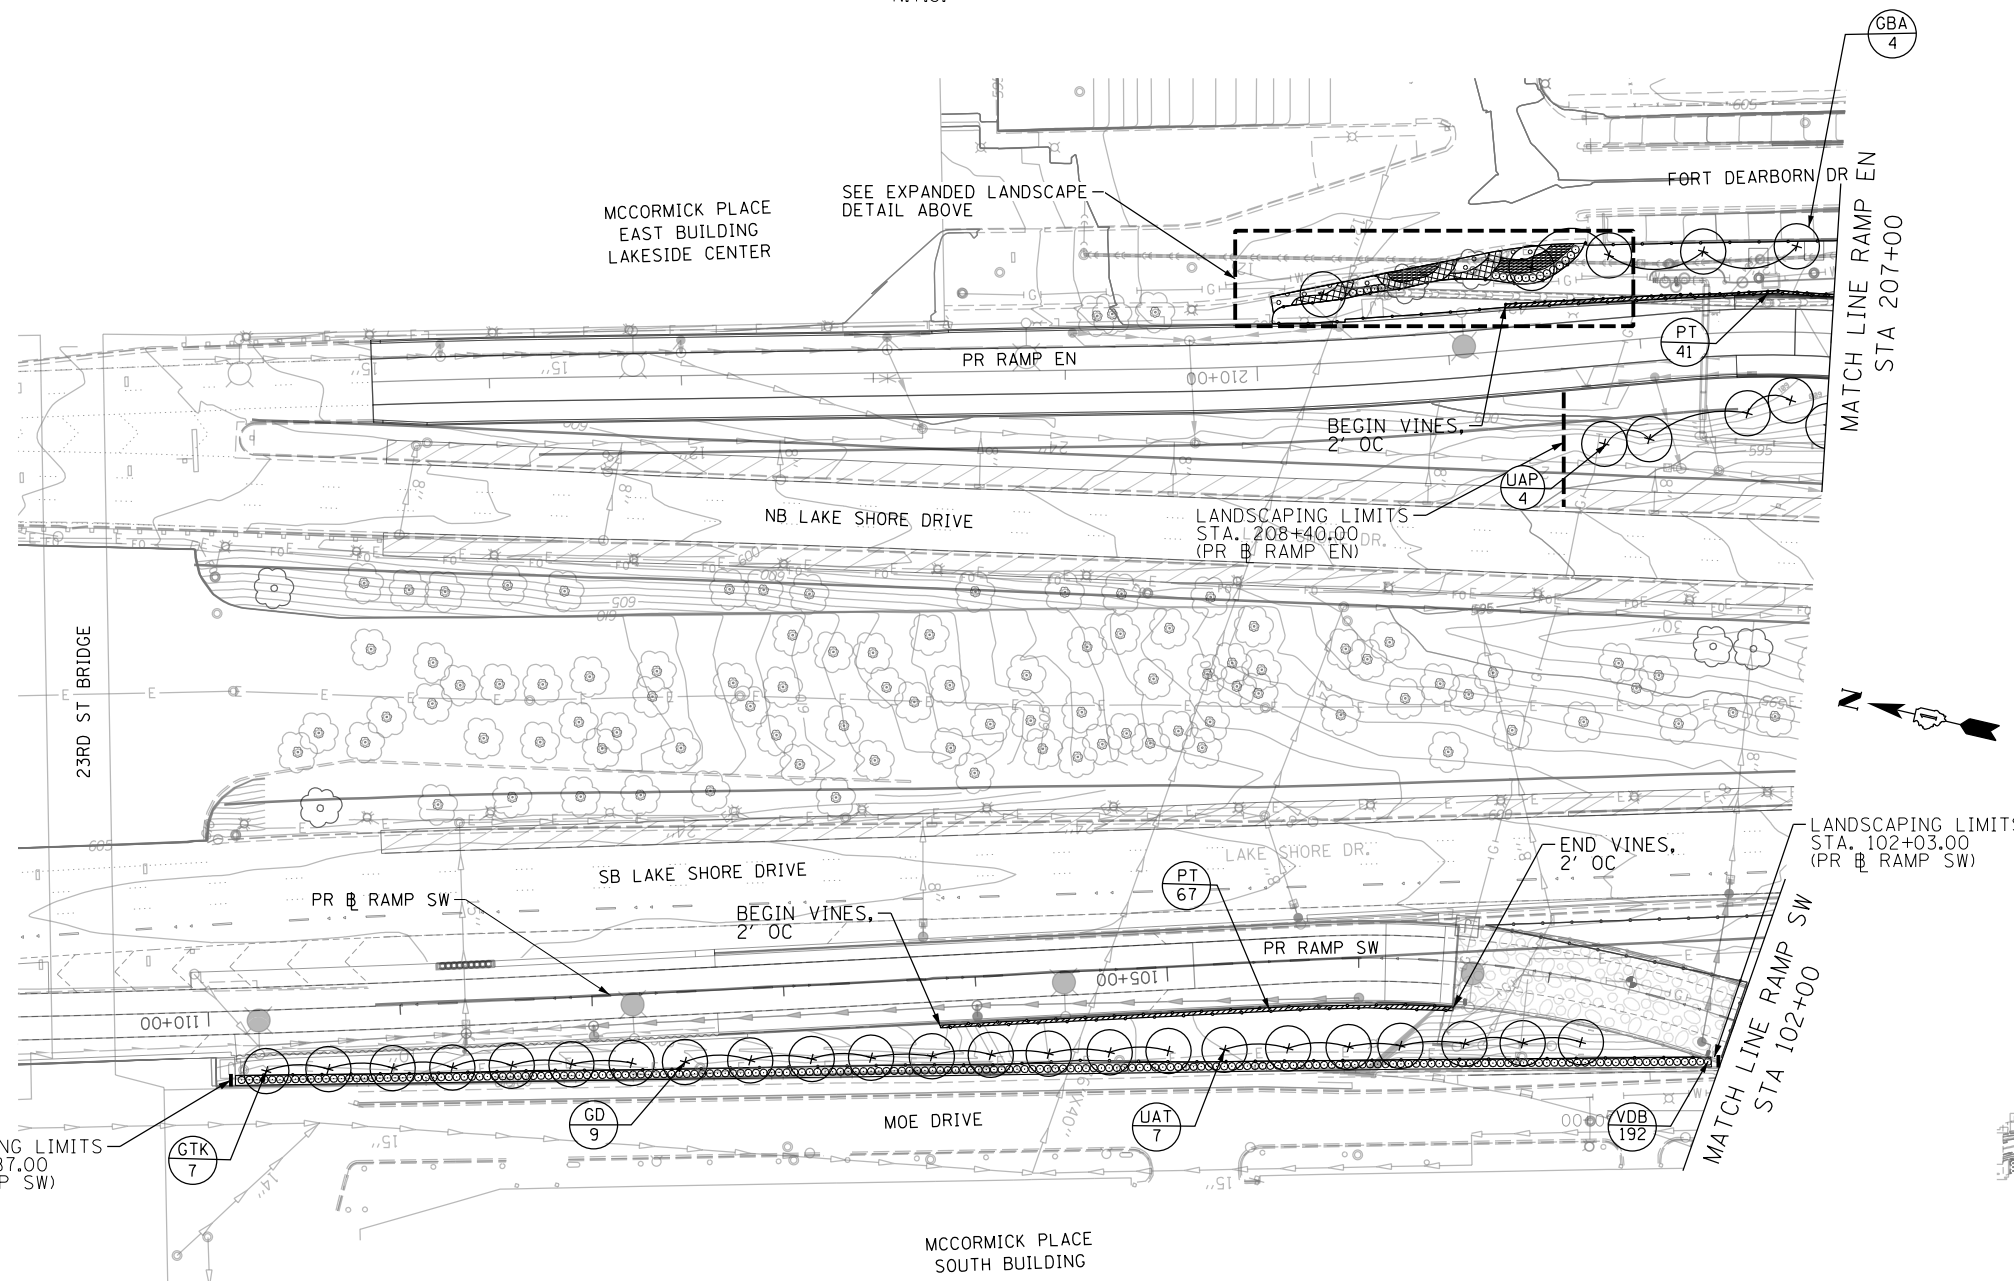 GBA
4
FORT DEARBORN DR
SEE EXPANDED LANDSCAPE
DETAIL ABOVE
MCCORMICK PLACE
EAST BUILDING
LAKESIDE CENTER
MATCH LINE RAMP EN
STA 207+00
PT
41
PR RAMP EN
210+00
BEGIN VINES,
2' OC
UAP
4
LANDSCAPING LIMITS
STA. 208+40.00
(PR ⅊ RAMP EN)
NB LAKE SHORE DRIVE
23RD ST BRIDGE
N
LAKE SHORE DR.
SB LAKE SHORE DRIVE
PR ⅊ RAMP SW
BEGIN VINES,
2' OC
PT
67
END VINES,
2' OC
LANDSCAPING LIMITS
STA. 102+03.00
(PR ⅊ RAMP SW)
PR RAMP SW
105+00
110+00
MATCH LINE RAMP SW
STA 102+00
NG LIMITS
37.00
P SW)
GTK
7
GD
9
MOE DRIVE
UAT
7
VDB
192
MCCORMICK PLACE
SOUTH BUILDING